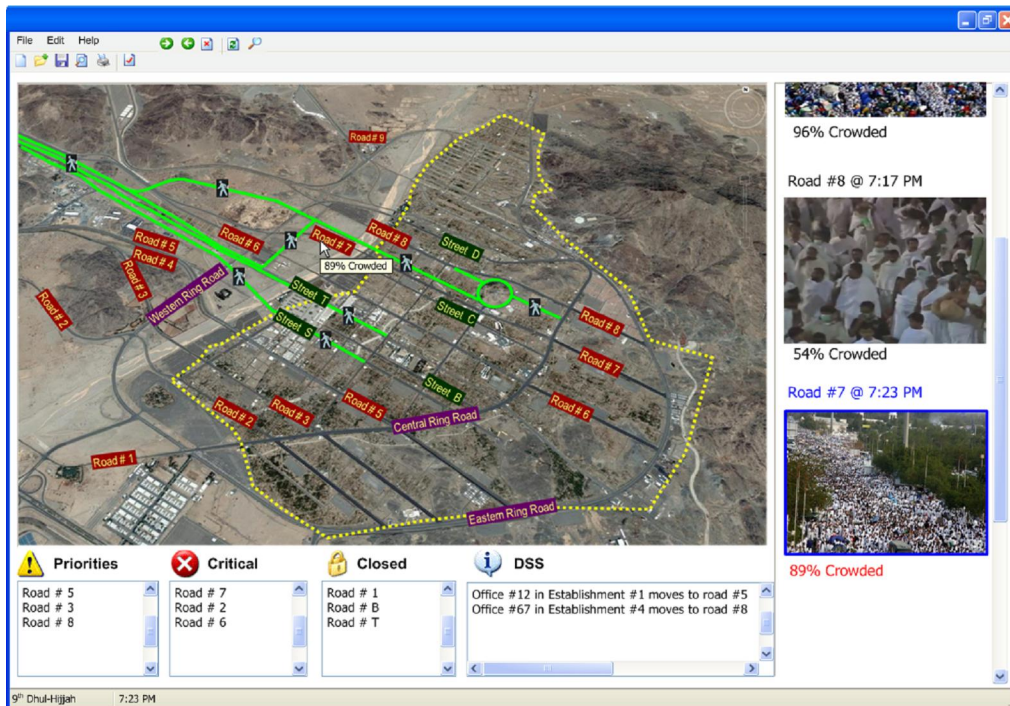 File Edit Help
Road # 9
Road # 5
Road # 6
Road # 7
Road # 8
Street D
Road # 4
89% Crowded
Road # 3
Western Ring Road
Street T
Street C
Road # 2
Street S
Road # 8
Road # 7
Street B
Road # 2
Road # 3
Road # 5
Road # 6
Central Ring Road
Road # 1
Eastern Ring Road
96% Crowded
Road #8 @ 7:17 PM
54% Crowded
Road #7 @ 7:23 PM
89% Crowded
Priorities
Road # 5
Road # 3
Road # 8
Critical
Road # 7
Road # 2
Road # 6
Closed
Road # 1
Road # B
Road # T
DSS
Office #12 in Establishment #1 moves to road #5
Office #67 in Establishment #4 moves to road #8
9th Dhul-Hijjah 7:23 PM